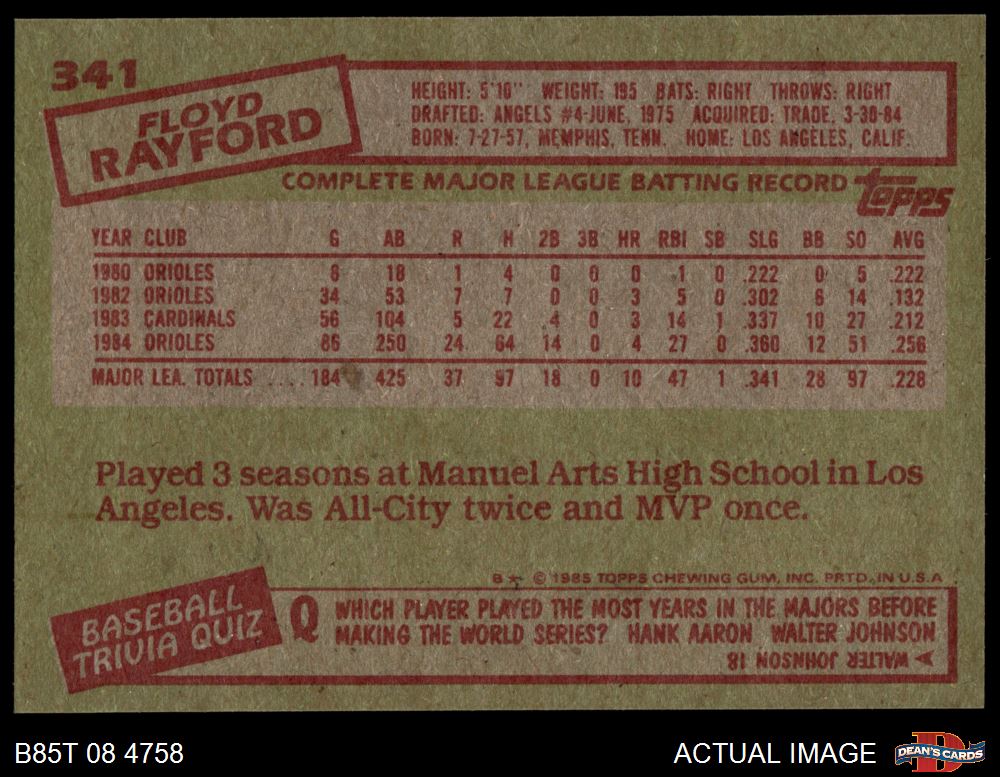 341
FLOYD
RAYFORD
HEIGHT: 5'10" WEIGHT: 195 BATS: RIGHT THROWS: RIGHT
DRAFTED: ANGELS #4-JUNE, 1975 ACQUIRED: TRADE, 3-30-84
BORN: 7-27-57, MEMPHIS, TENN. HOME: LOS ANGELES, CALIF.
COMPLETE MAJOR LEAGUE BATTING RECORD Topps
YEAR CLUB G AB R H 2B 3B HR RBI SB SLG BB SO AVG
1980 ORIOLES 8 18 1 4 0 0 0 1 0 .222 0 5 .222
1982 ORIOLES 34 53 7 7 0 0 3 5 0 .302 6 14 .132
1983 CARDINALS 56 104 5 22 4 0 3 14 1 .337 10 27 .212
1984 ORIOLES 86 250 24 64 14 0 4 27 0 .360 12 51 .256
MAJOR LEA. TOTALS .... 184 425 37 97 18 0 10 47 1 .341 28 97 .228
Played 3 seasons at Manuel Arts High School in Los
Angeles. Was All-City twice and MVP once.
B★ © 1985 TOPPS CHEWING GUM, INC. PRTD. IN U.S.A
BASEBALL
TRIVIA QUIZ
Q WHICH PLAYER PLAYED THE MOST YEARS IN THE MAJORS BEFORE
MAKING THE WORLD SERIES? HANK AARON WALTER JOHNSON
A WALTER JOHNSON 18
B85T 08 4758
ACTUAL IMAGE
D DEAN'S CARDS